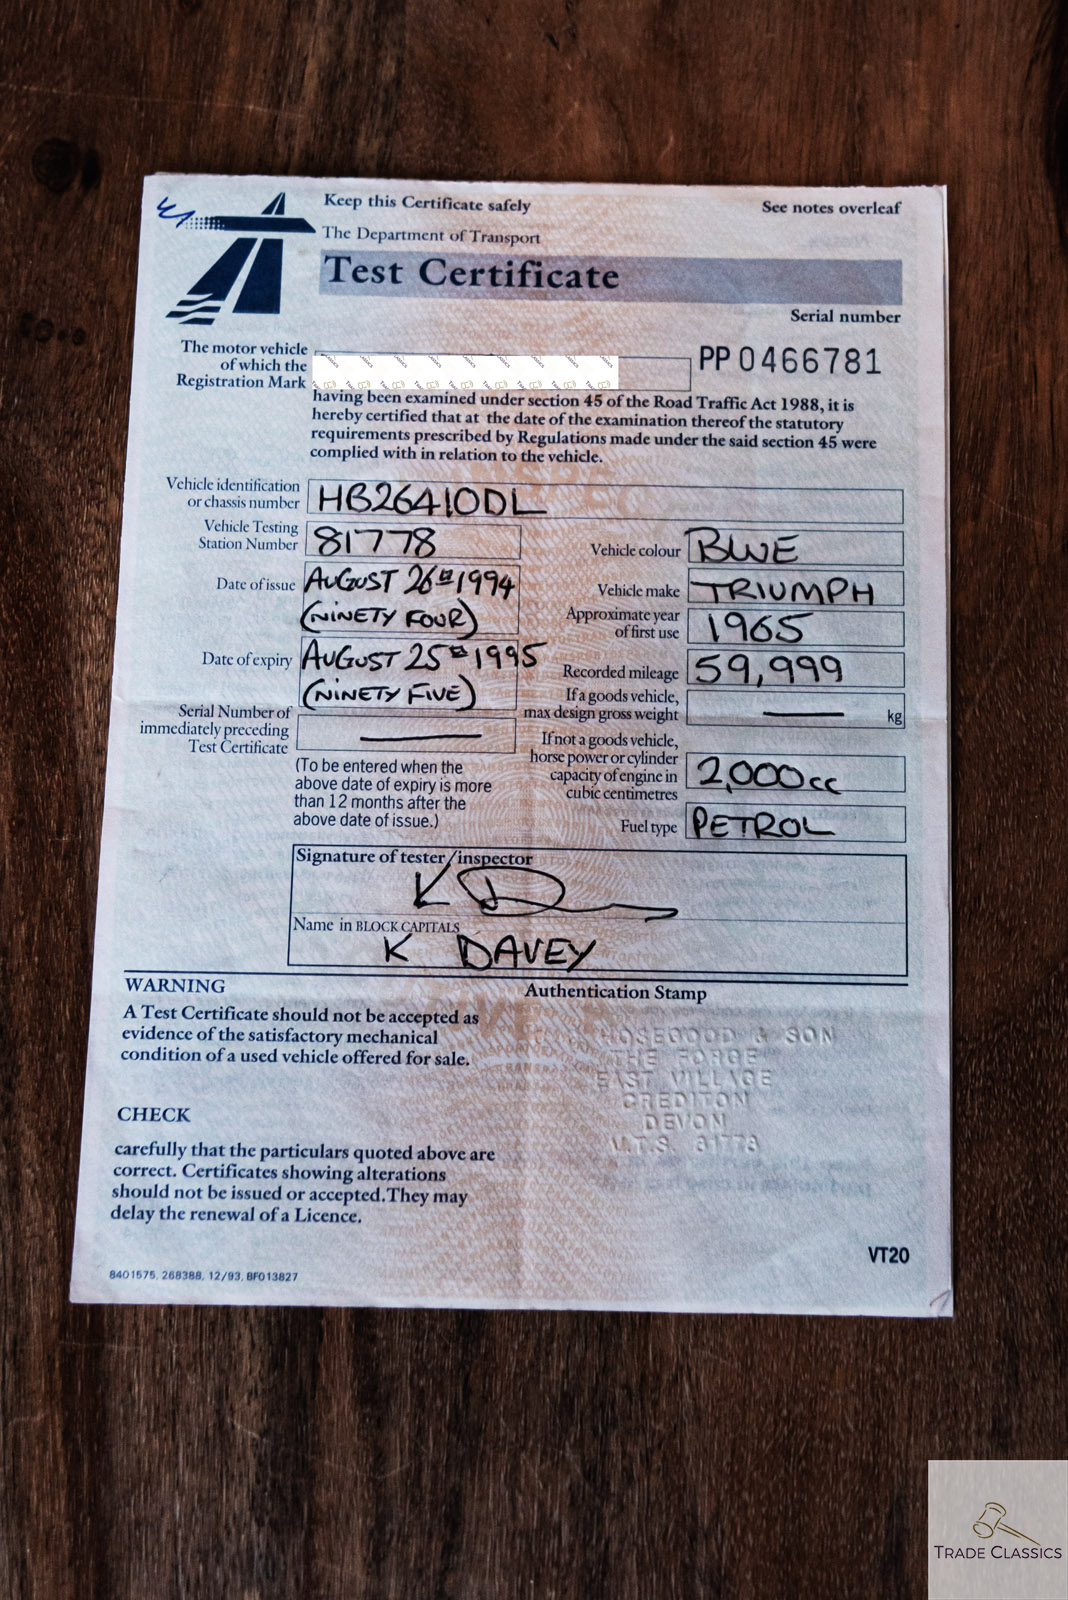 Keep this Certificate safely
See notes overleaf
The Department of Transport
Test Certificate
Serial number
PP 0466781
The motor vehicle
of which the
Registration Mark
having been examined under section 45 of the Road Traffic Act 1988, it is
hereby certified that at the date of the examination thereof the statutory
requirements prescribed by Regulations made under the said section 45 were
complied with in relation to the vehicle.
Vehicle identification
or chassis number
HB26410DL
Vehicle Testing
Station Number
81778
Vehicle colour
BLUE
Date of issue
AUGUST 26th 1994
(NINETY FOUR)
Vehicle make
TRIUMPH
Approximate year
of first use
1965
Date of expiry
AUGUST 25th 1995
(NINETY FIVE)
Recorded mileage
59,999
If a goods vehicle,
max design gross weight
kg
Serial Number of
immediately preceding
Test Certificate
(To be entered when the
above date of expiry is more
than 12 months after the
above date of issue.)
If not a goods vehicle,
horse power or cylinder
capacity of engine in
cubic centimetres
2,000cc
Fuel type
PETROL
Signature of tester/inspector
K D
Name in BLOCK CAPITALS
K DAVEY
WARNING
A Test Certificate should not be accepted as
evidence of the satisfactory mechanical
condition of a used vehicle offered for sale.
Authentication Stamp
HOSEGOOD & SON
THE FORGE
EAST VILLAGE
CREDITON
DEVON
V.T.S. 81778
CHECK
carefully that the particulars quoted above are
correct. Certificates showing alterations
should not be issued or accepted. They may
delay the renewal of a Licence.
VT20
8401575, 268388, 12/93, BF013827
TRADE CLASSICS